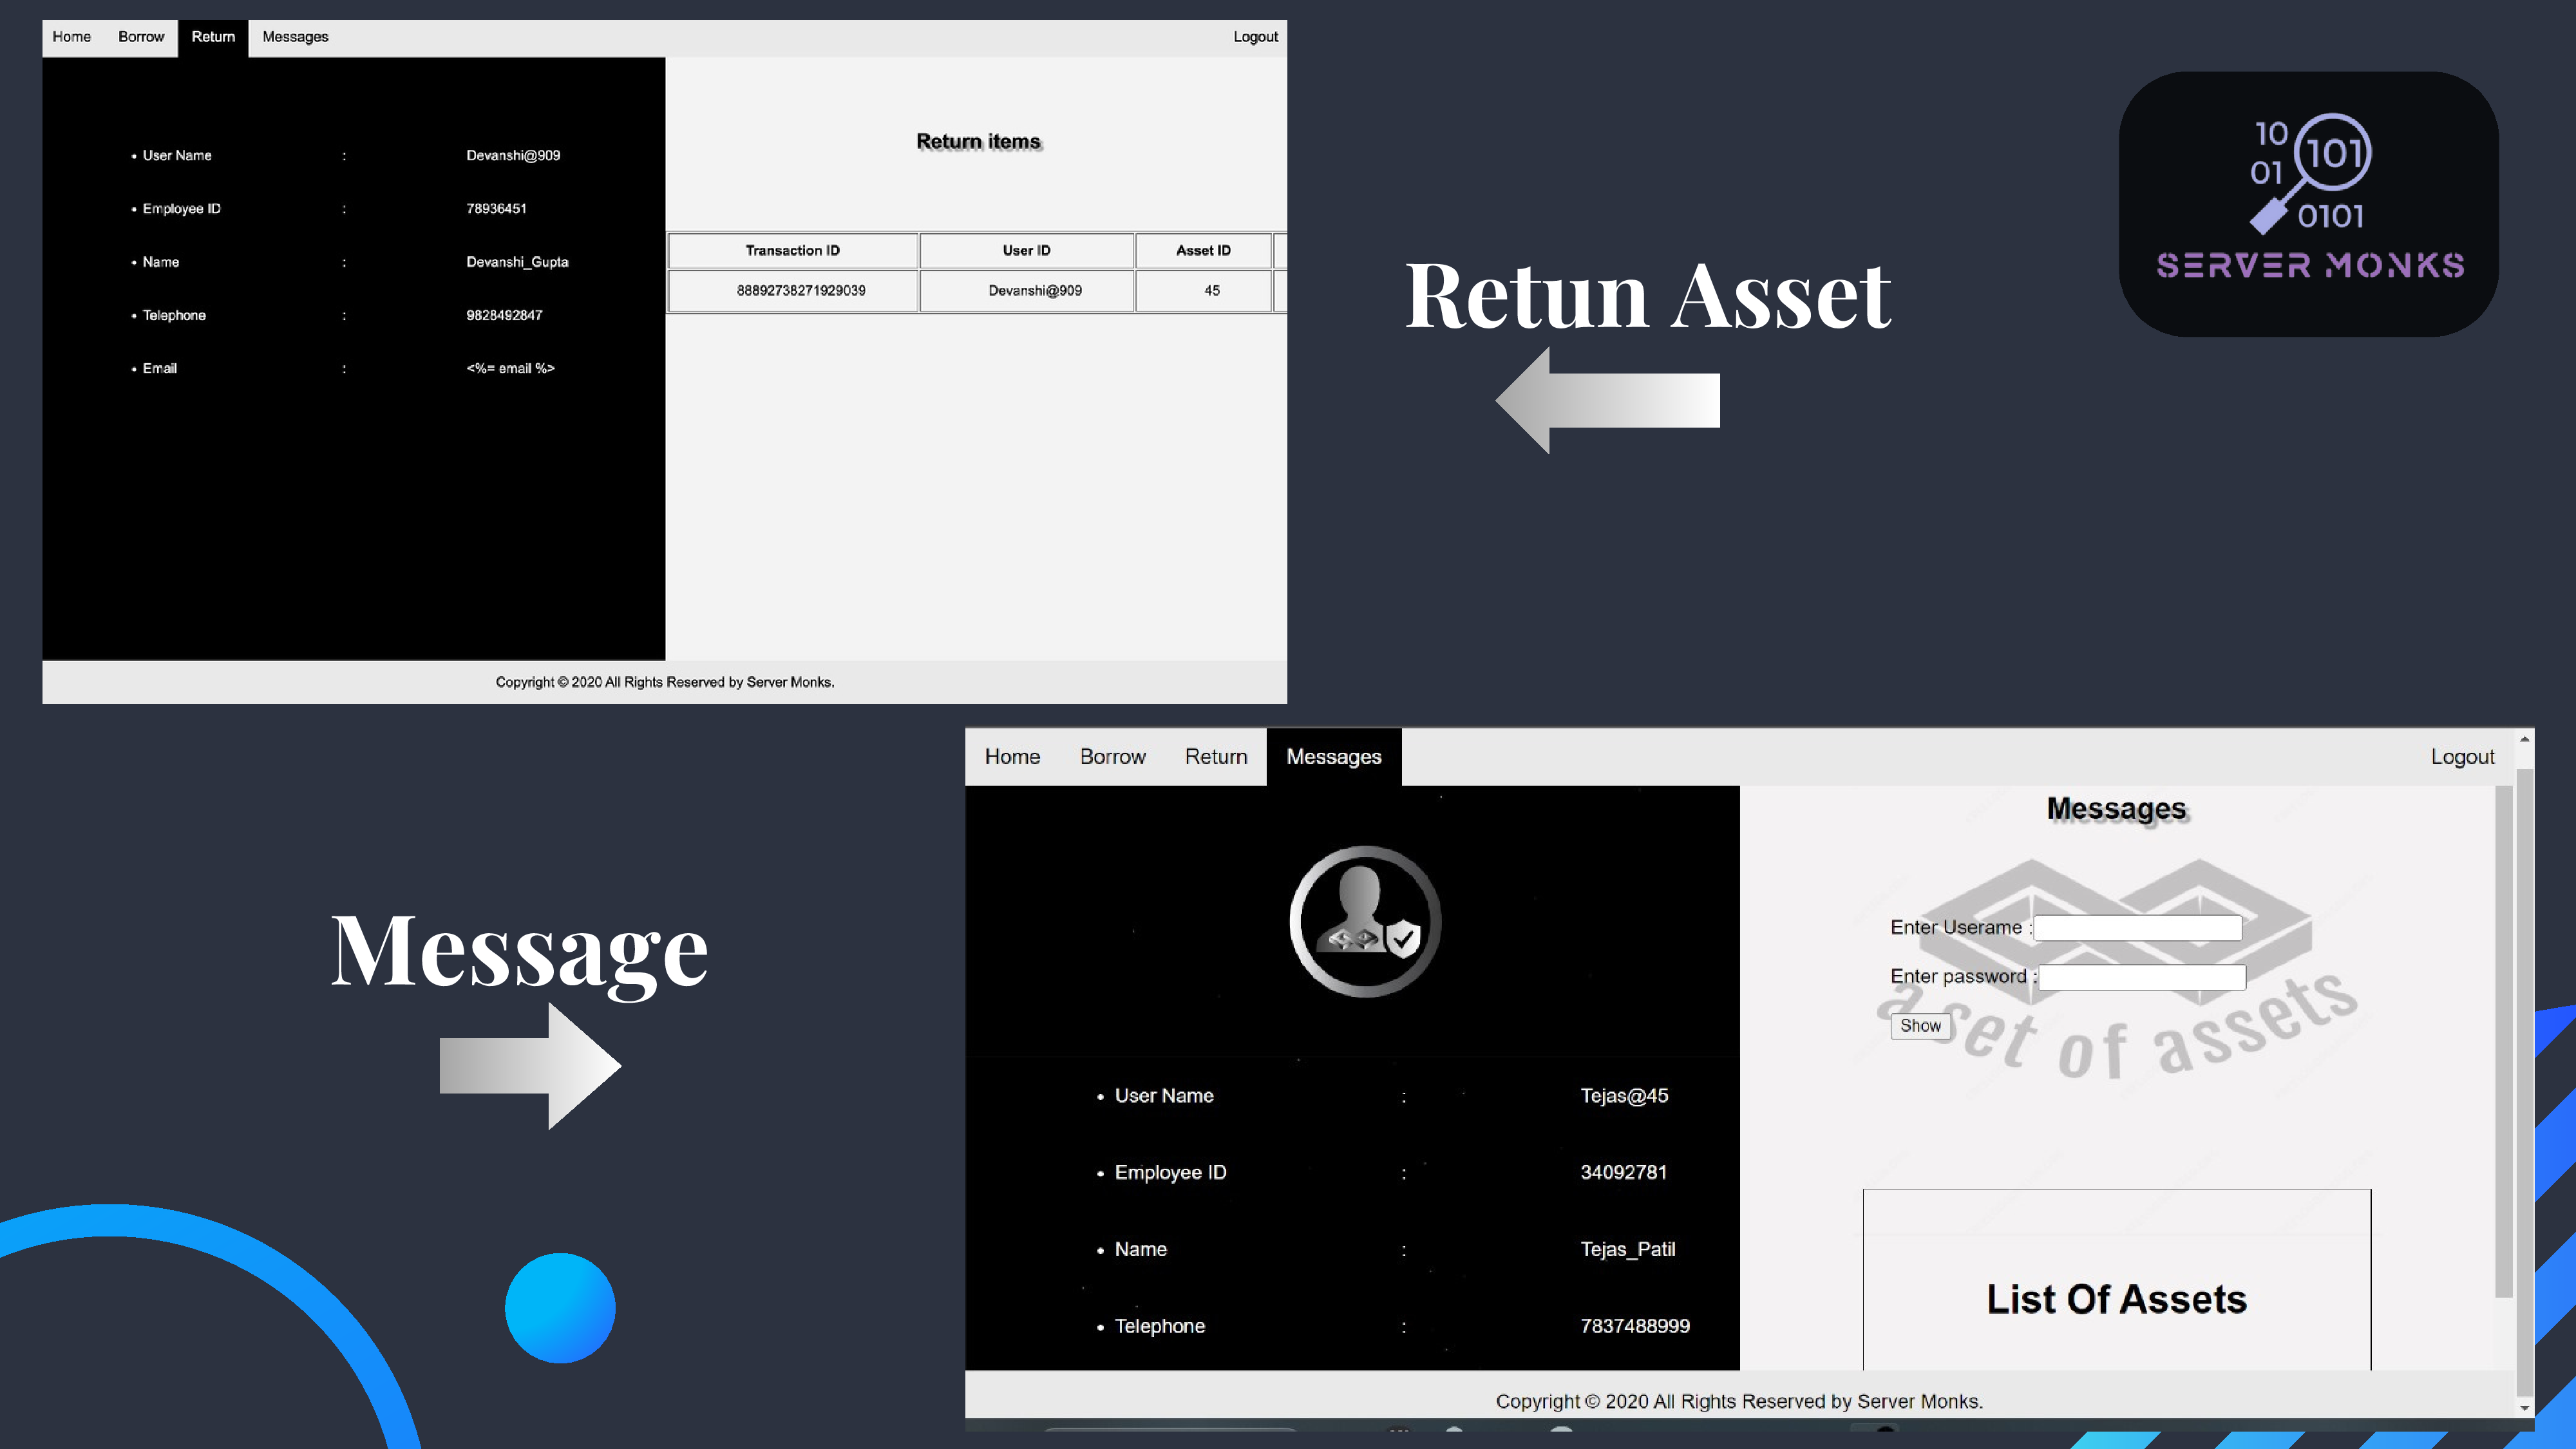 Home Borrow Return Messages Logout
Return items
User Name : Devanshi@909
Employee ID : 78936451
Name : Devanshi_Gupta
Telephone : 9828492847
Email : <%= email %>
Transaction ID User ID Asset ID
88892738271929039 Devanshi@909 45
Copyright © 2020 All Rights Reserved by Server Monks.
Retun Asset
10 101
01
0101
SERVER MONKS
Message
Home Borrow Return Messages Logout
User Name : Tejas@45
Employee ID : 34092781
Name : Tejas_Patil
Telephone : 7837488999
Messages
Enter Userame :
Enter password :
Show
a set of assets
List Of Assets
Copyright © 2020 All Rights Reserved by Server Monks.